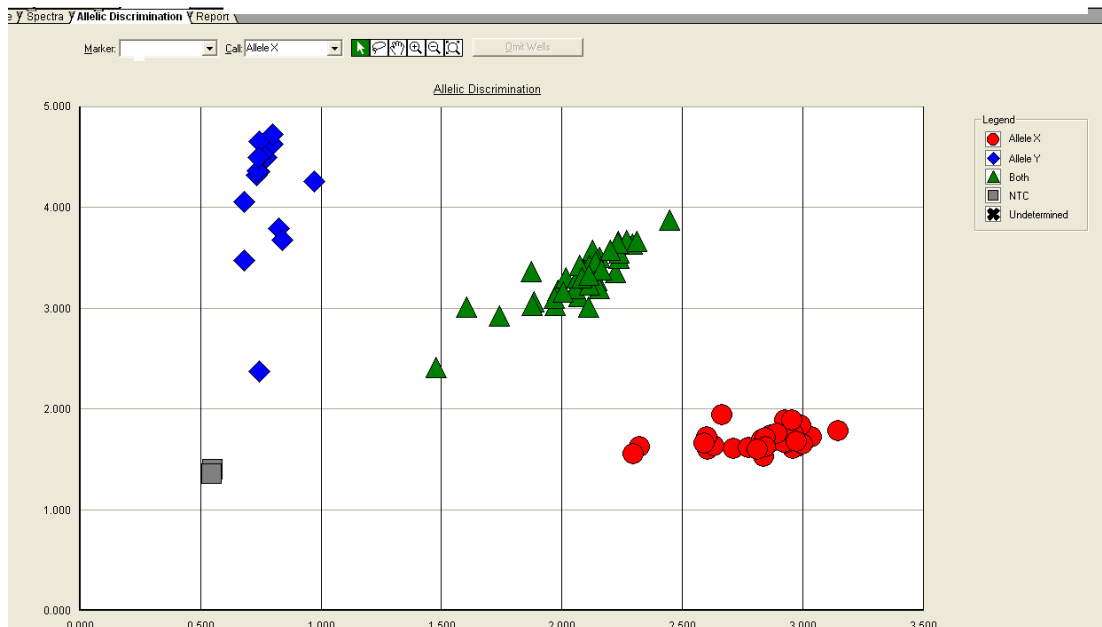 e Spectra Allelic Discrimination Report
Marker: Call: Allele X Omit Wells
Allelic Discrimination
5.000
4.000
3.000
2.000
1.000
0.000
0.000 0.500 1.000 1.500 2.000 2.500 3.000 3.500
Legend
Allele X
Allele Y
Both
NTC
Undetermined